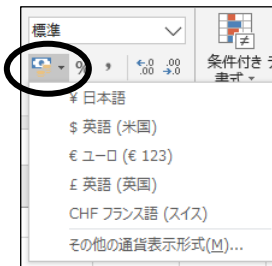 標準
% , ←.0 .00 .00 →.0
条件付き
書式
¥ 日本語
$ 英語 (米国)
€ ユーロ (€ 123)
£ 英語 (英国)
CHF フランス語 (スイス)
その他の通貨表示形式(M)...